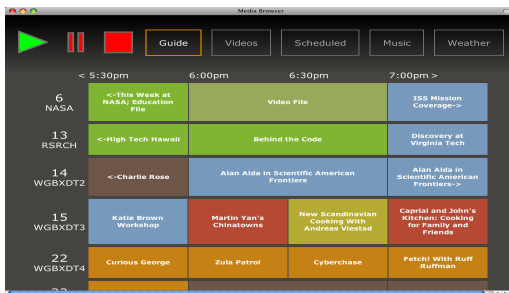 Media Browser
Guide
Videos
Scheduled
Music
Weather
< 5:30pm
6:00pm
6:30pm
7:00pm >
6
NASA
<-This Week at
NASA; Education
File
Video File
ISS Mission
Coverage->
13
RSRCH
<-High Tech Hawaii
Behind the Code
Discovery at
Virginia Tech
14
WGBXDT2
<-Charlie Rose
Alan Alda in Scientific American
Frontiers
Alan Alda in
Scientific American
Frontiers->
15
WGBXDT3
Katie Brown
Workshop
Martin Yan's
Chinatowns
New Scandinavian
Cooking With
Andreas Viestad
Caprial and John's
Kitchen: Cooking
for Family and
Friends
22
WGBXDT4
Curious George
Zula Patrol
Cyberchase
Fetch! With Ruff
Ruffman